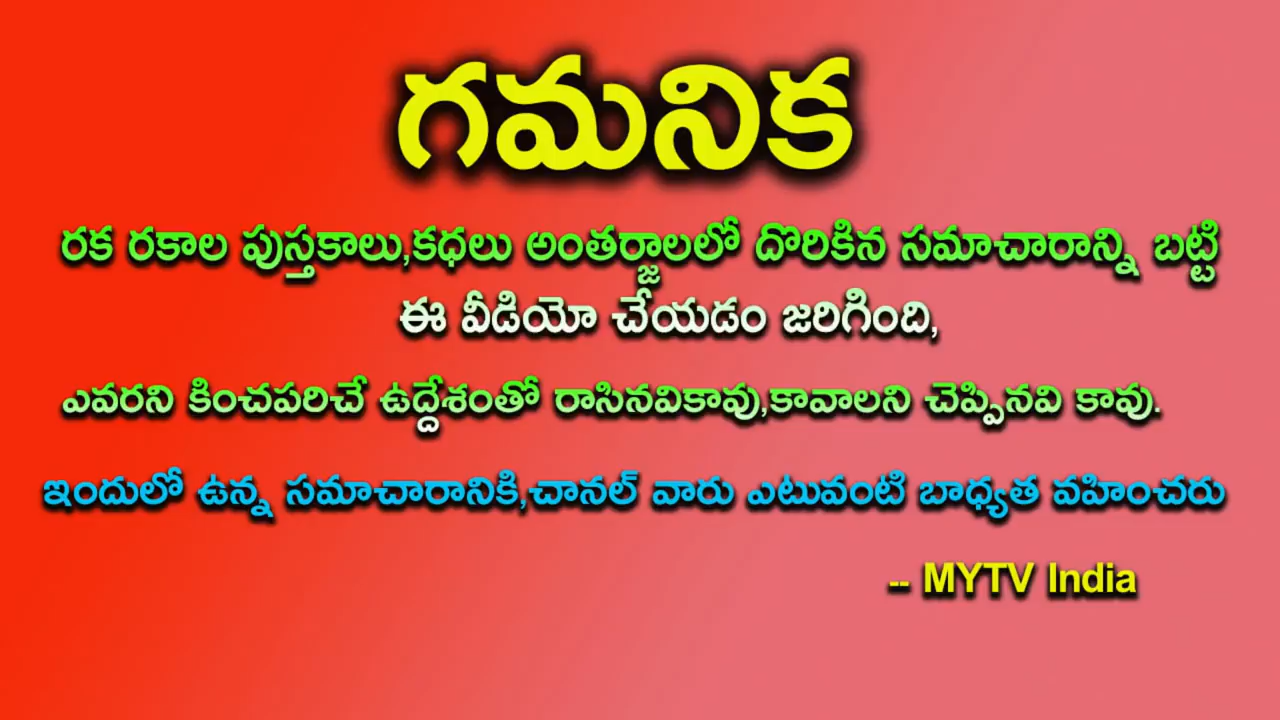 గమనిక
రక రకాల పుస్తకాలు,కధలు అంతర్జాలలో దొరికిన సమాచారాన్ని బట్టి
ఈ వీడియో చేయడం జరిగింది,
ఎవరని కించపరిచే ఉద్దేశంతో రాసినవికావు,కావాలని చెప్పినవి కావు.
ఇందులో ఉన్న సమాచారానికి,చానల్ వారు ఎటువంటి బాధ్యత వహించరు
-- MYTV India